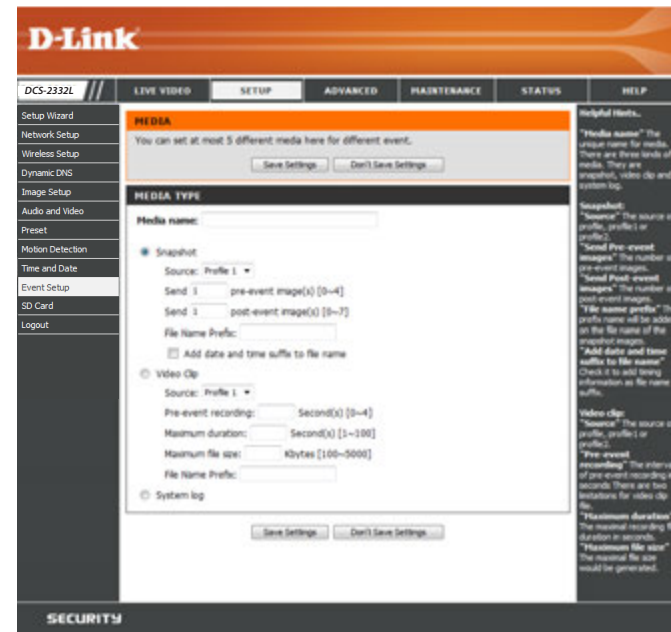 D-Link
DCS-2332L
LIVE VIDEO
SETUP
ADVANCED
MAINTENANCE
STATUS
HELP
Setup Wizard
Network Setup
Wireless Setup
Dynamic DNS
Image Setup
Audio and Video
Preset
Motion Detection
Time and Date
Event Setup
SD Card
Logout
MEDIA
You can set at most 5 different media here for different event.
Save Settings Don't Save Settings
MEDIA TYPE
Media name:
Snapshot
Source: Profile 1
Send 1 pre-event image(s) [0~4]
Send 1 post-event image(s) [0~7]
File Name Prefix:
Add date and time suffix to file name
Video Clip
Source: Profile 1
Pre-event recording: Second(s) [0~4]
Maximum duration: Second(s) [1~100]
Maximum file size: Kbytes [100~5000]
File Name Prefix:
System log
Save Settings Don't Save Settings
Helpful Hints..
"Media name" The
unique name for media.
There are three kinds of
media. They are
snapshot, video clip and
system log.
Snapshot:
"Source" The source o
profile, profile1 or
profile2.
"Send Pre-event
images" The number o
pre-event images.
"Send Post-event
images" The number o
post-event images.
"File name prefix" Th
prefix name will be adde
on the file name of the
snapshot images.
"Add date and time
suffix to file name"
Check it to add timing
information as file name
suffix.
Video clip:
"Source" The source o
profile, profile1 or
profile2.
"Pre-event
recording" The interva
of pre-event recording i
seconds There are two
limitations for video clip
file.
"Maximum duration"
The maximal recording fi
duration in seconds.
"Maximum file size"
The maximal file size
would be generated.
SECURITY